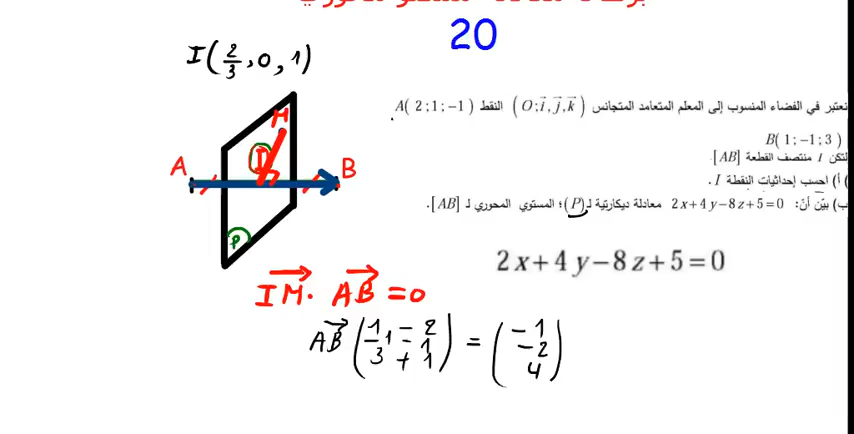 20
I(2/3, 0, 1)
نعتبر في الفضاء المنسوب إلى المعلم المتعامد المتجانس (O; i⃗, j⃗, k⃗) النقط A( 2;1;−1)
B( 1;−1;3)
لتكن I منتصف القطعة [AB].
أ) احسب إحداثيات النقطة I.
ب) بيّن أنّ: 2x+4y−8z+5=0 معادلة ديكارتية لـ (P)؛ المستوي المحوري لـ [AB].
M
A
I
B
P
2x+4y−8z+5=0
IM⃗ . AB⃗ =0
AB⃗ (1 − 2
−1 − 1
3 + 1) = (−1
−2
4)